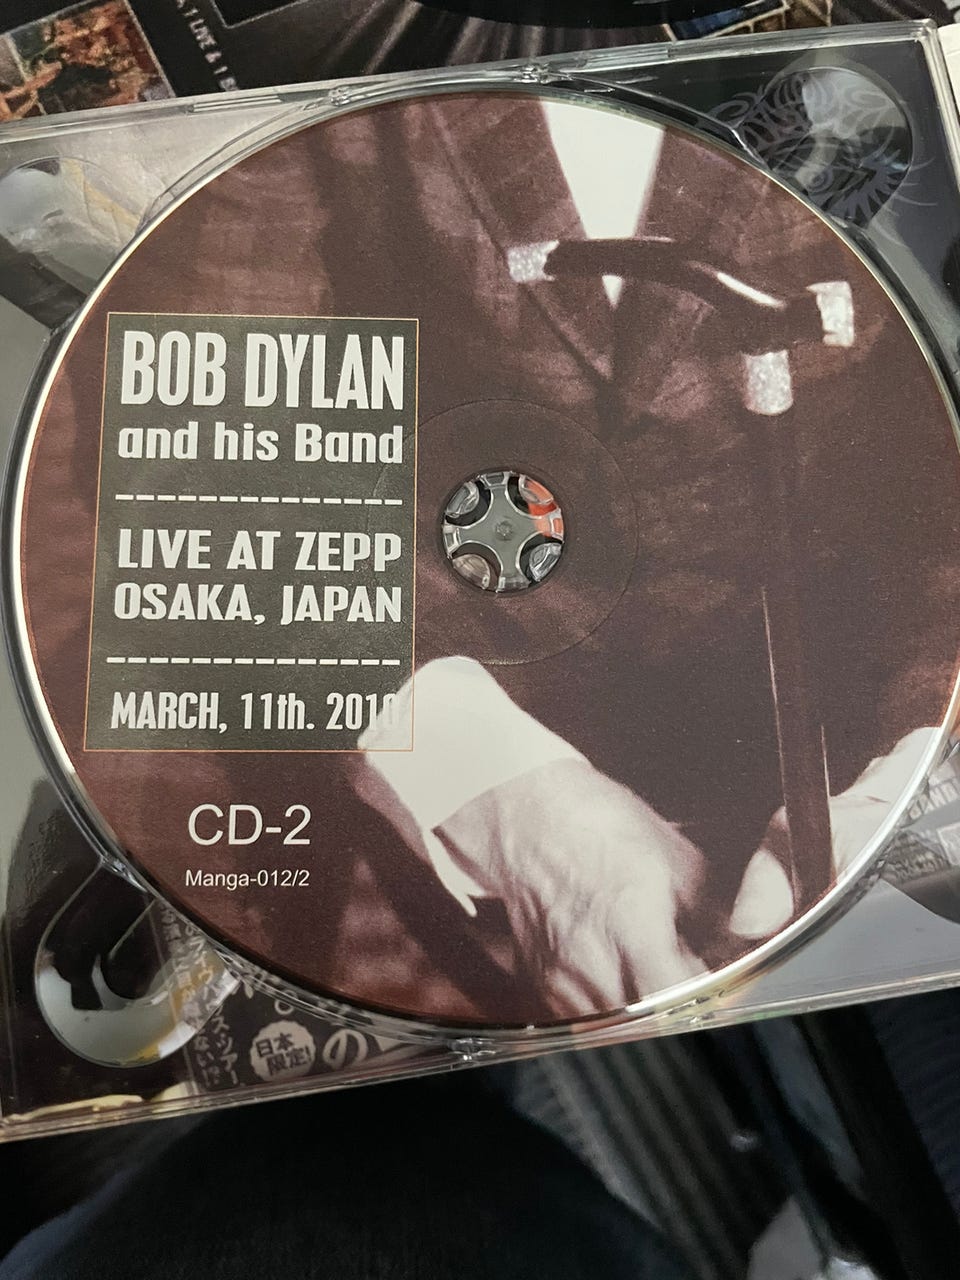 BOB DYLAN
and his Band
LIVE AT ZEPP
OSAKA, JAPAN
MARCH, 11th. 2010
CD-2
Manga-012/2
日本
限定!
の